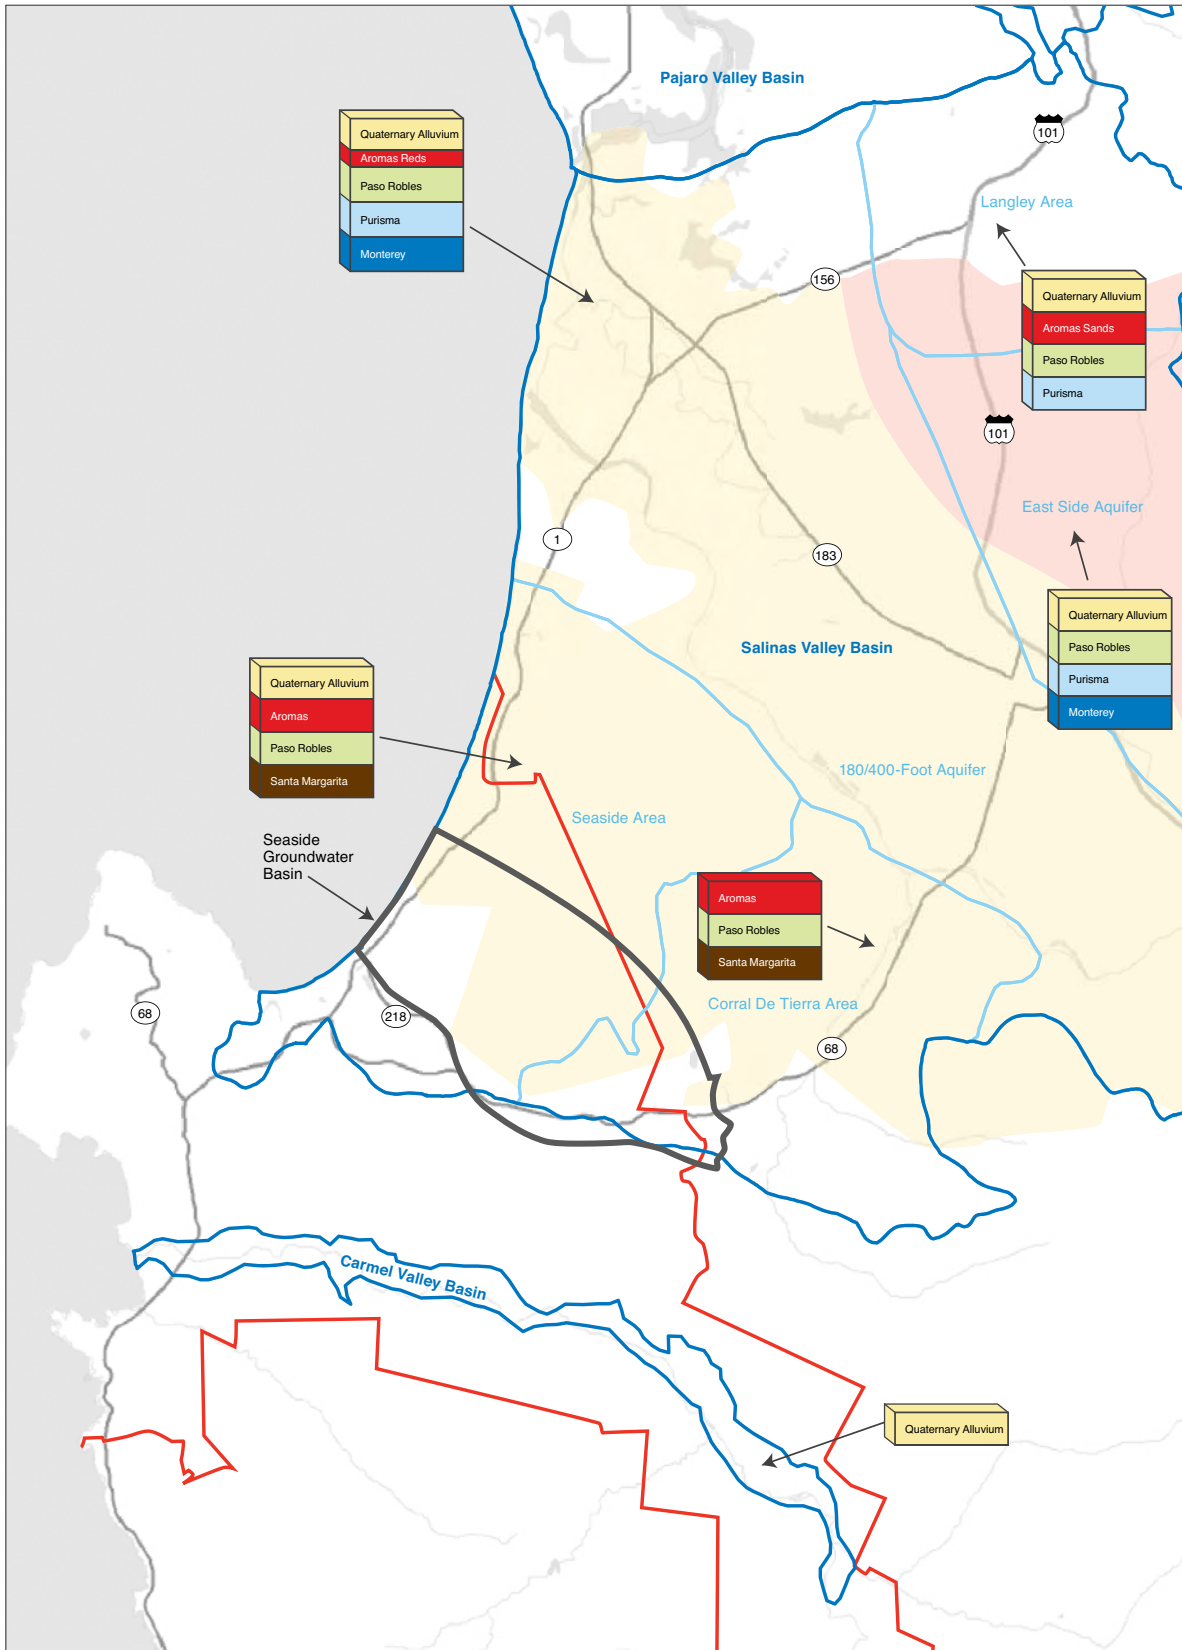 Pajaro Valley Basin
101
Quaternary Alluvium
Aromas Reds
Paso Robles
Purisma
Monterey
Langley Area
156
Quaternary Alluvium
Aromas Sands
Paso Robles
Purisma
101
East Side Aquifer
1
183
Quaternary Alluvium
Paso Robles
Purisma
Monterey
Salinas Valley Basin
Quaternary Alluvium
Aromas
Paso Robles
Santa Margarita
180/400-Foot Aquifer
Seaside Area
Seaside
Groundwater
Basin
Aromas
Paso Robles
Santa Margarita
Corral De Tierra Area
68
218
68
Carmel Valley Basin
Quaternary Alluvium